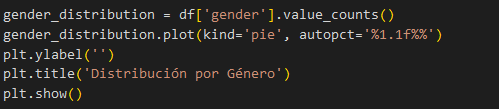 gender_distribution = df['gender'].value_counts()
gender_distribution.plot(kind='pie', autopct='%1.1f%%')
plt.ylabel('')
plt.title('Distribución por Género')
plt.show()